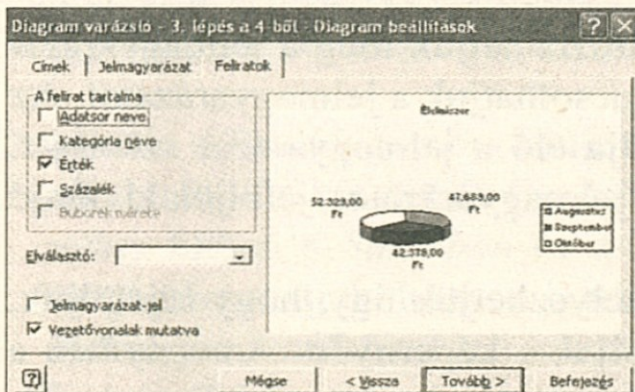 Diagram varázsló - 3. lépés a 4-ből - Diagram beállítások
Címek
Jelmagyarázat
Feliratok
A felirat tartalma
Adatsor neve
Kategória neve
Érték
Százalék
Buborék mérete
Elválasztó:
Jelmagyarázat-jel
Vezetővonalak mutatva
Élelmiszer
52.329,00
Ft
47.689,00
Ft
42.379,00
Ft
Augusztus
Szeptember
Október
Mégse
< Vissza
Tovább >
Befejezés